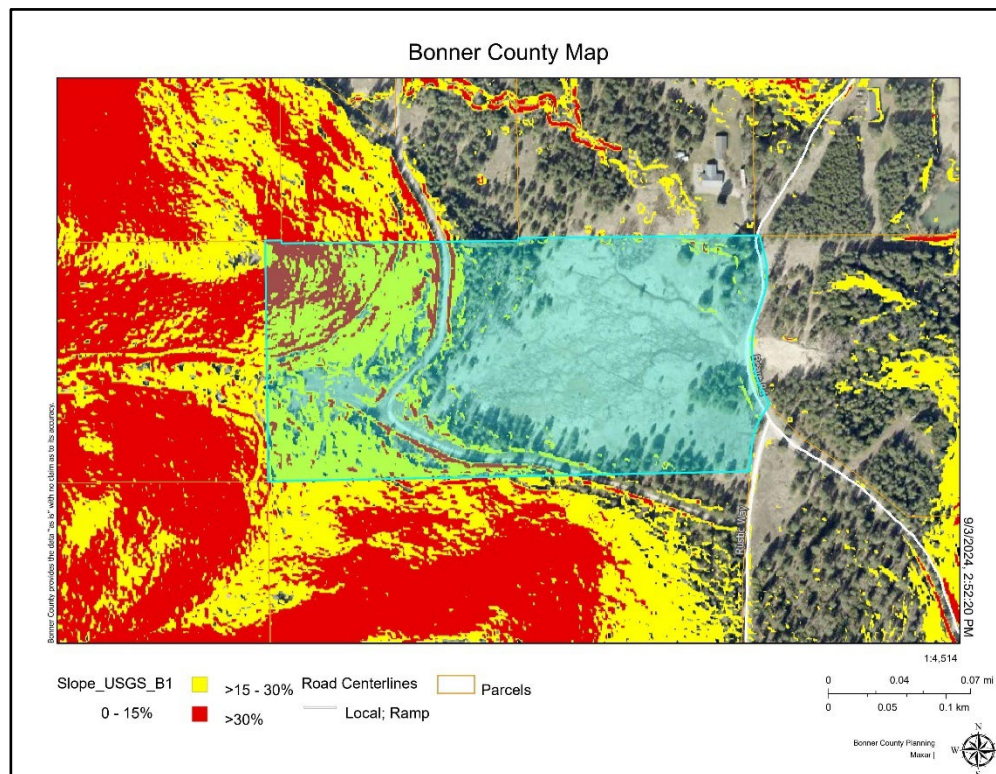 Bonner County Map
Bonner County provides the data "as is" with no claim as to its accuracy.
Rusho Way
9/3/2024, 2:52:20 PM
1:4,514
Slope_USGS_B1
0 - 15%
>15 - 30%
>30%
Road Centerlines
Local; Ramp
Parcels
0 0.04 0.07 mi
0 0.05 0.1 km
Bonner County Planning
Maxar |
N
W
E
S